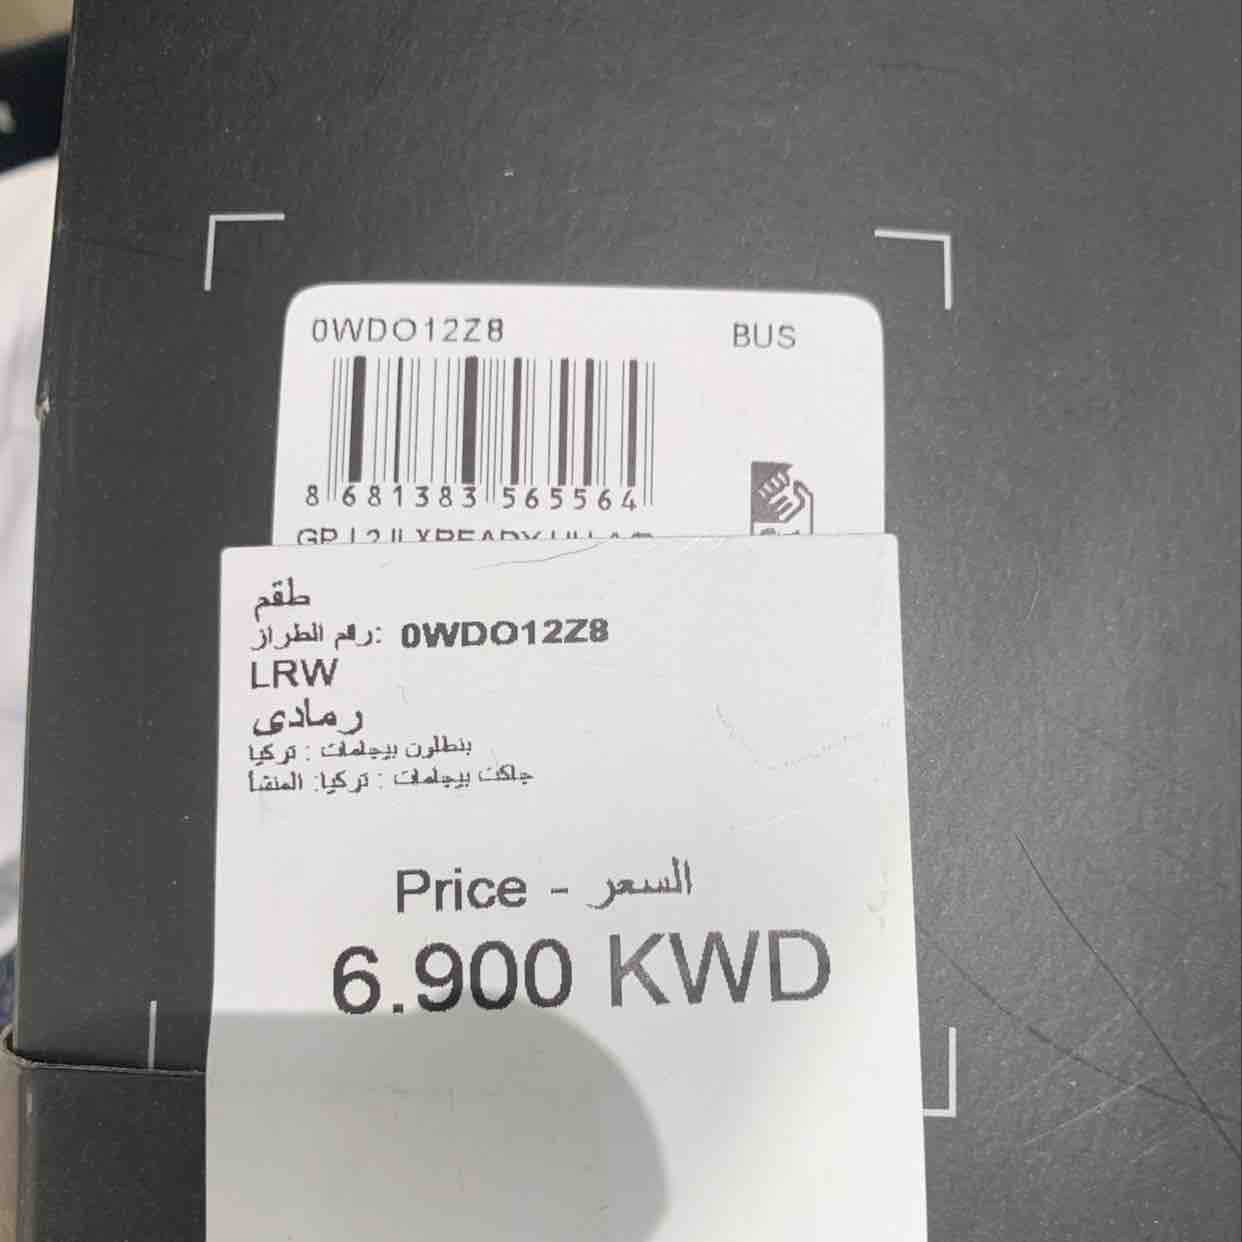 0WDO12Z8
BUS
8 681383 565564
طقم
رقم الطراز: 0WDO12Z8
LRW
رمادى
بنطلون بيجامات : تركيا
جاكت بيجامات : تركيا: المنشأ
Price - السعر
6.900 KWD